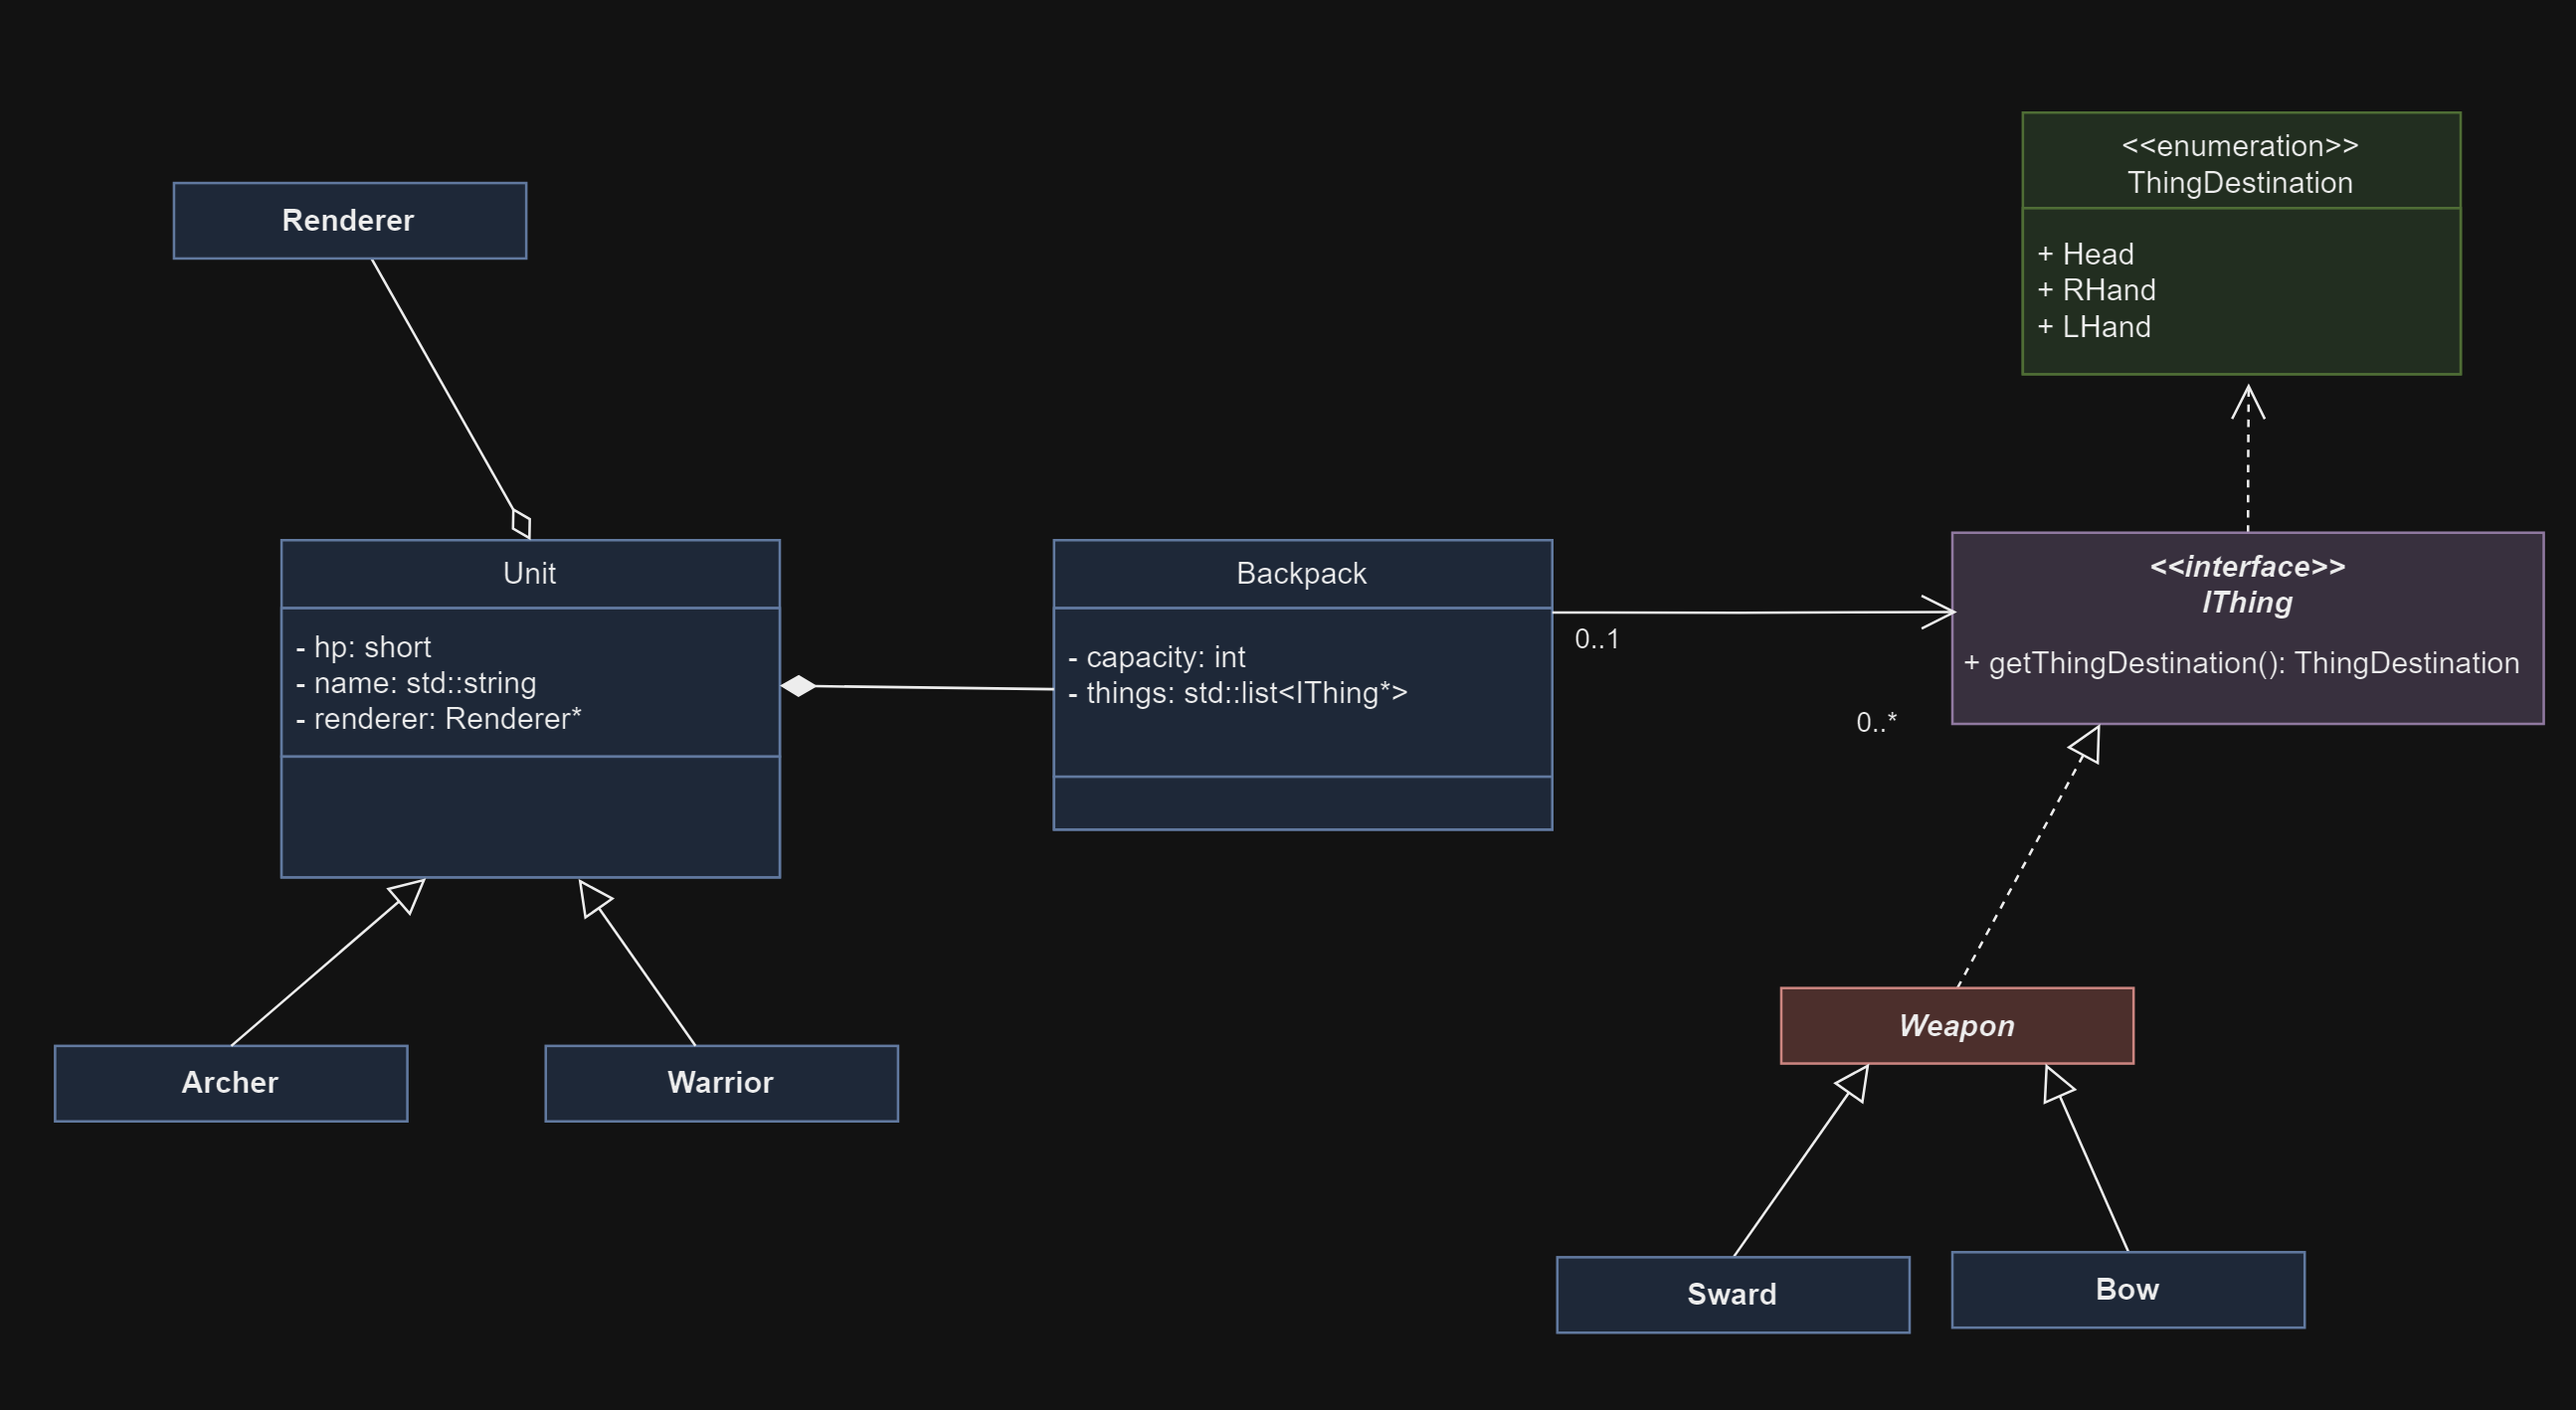 Renderer
Unit
- hp: short
- name: std::string
- renderer: Renderer*
Archer
Warrior
Backpack
- capacity: int
- things: std::list<IThing*>
0..1
0..*
<<enumeration>>
ThingDestination
+ Head
+ RHand
+ LHand
<<interface>>
IThing
+ getThingDestination(): ThingDestination
Weapon
Sward
Bow